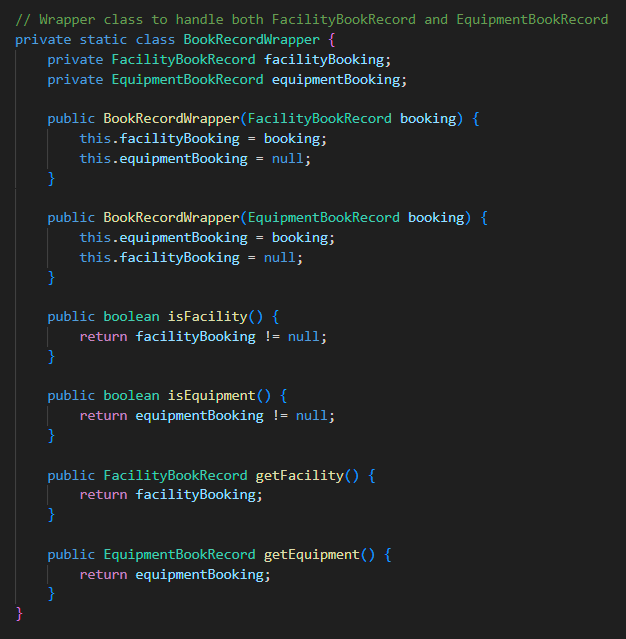 // Wrapper class to handle both FacilityBookRecord and EquipmentBookRecord
private static class BookRecordWrapper {
    private FacilityBookRecord facilityBooking;
    private EquipmentBookRecord equipmentBooking;

    public BookRecordWrapper(FacilityBookRecord booking) {
        this.facilityBooking = booking;
        this.equipmentBooking = null;
    }

    public BookRecordWrapper(EquipmentBookRecord booking) {
        this.equipmentBooking = booking;
        this.facilityBooking = null;
    }

    public boolean isFacility() {
        return facilityBooking != null;
    }

    public boolean isEquipment() {
        return equipmentBooking != null;
    }

    public FacilityBookRecord getFacility() {
        return facilityBooking;
    }

    public EquipmentBookRecord getEquipment() {
        return equipmentBooking;
    }
}